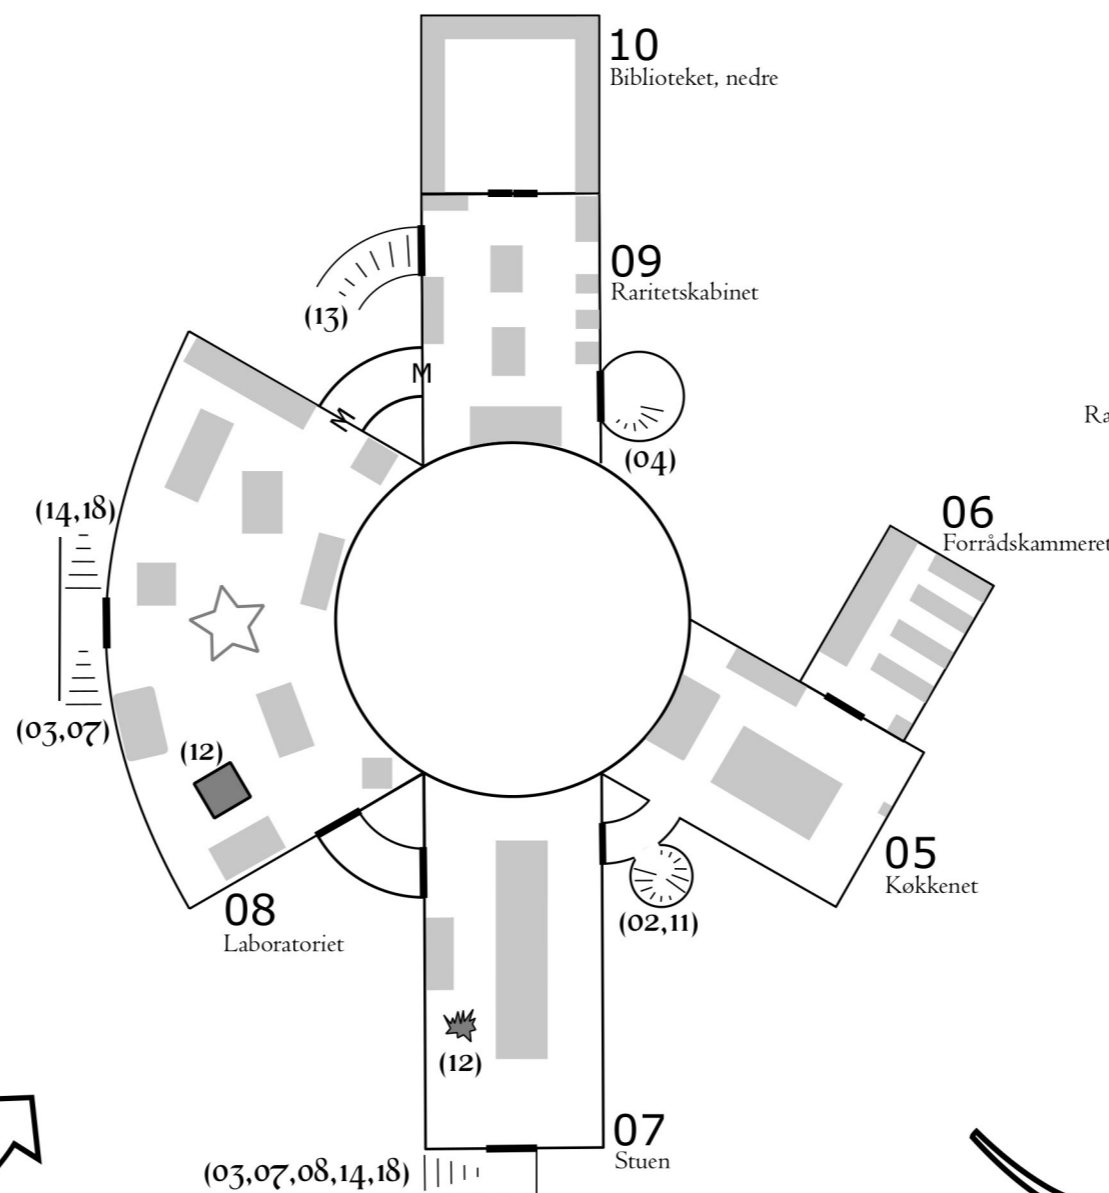 10
Biblioteket, nedre
09
Raritetskabinet
(13)
M
M
(04)
Ra
(14,18)
06
Forrådskammeret
(03,07)
(12)
05
Køkkenet
08
Laboratoriet
(02,11)
(12)
07
Stuen
(03,07,08,14,18)